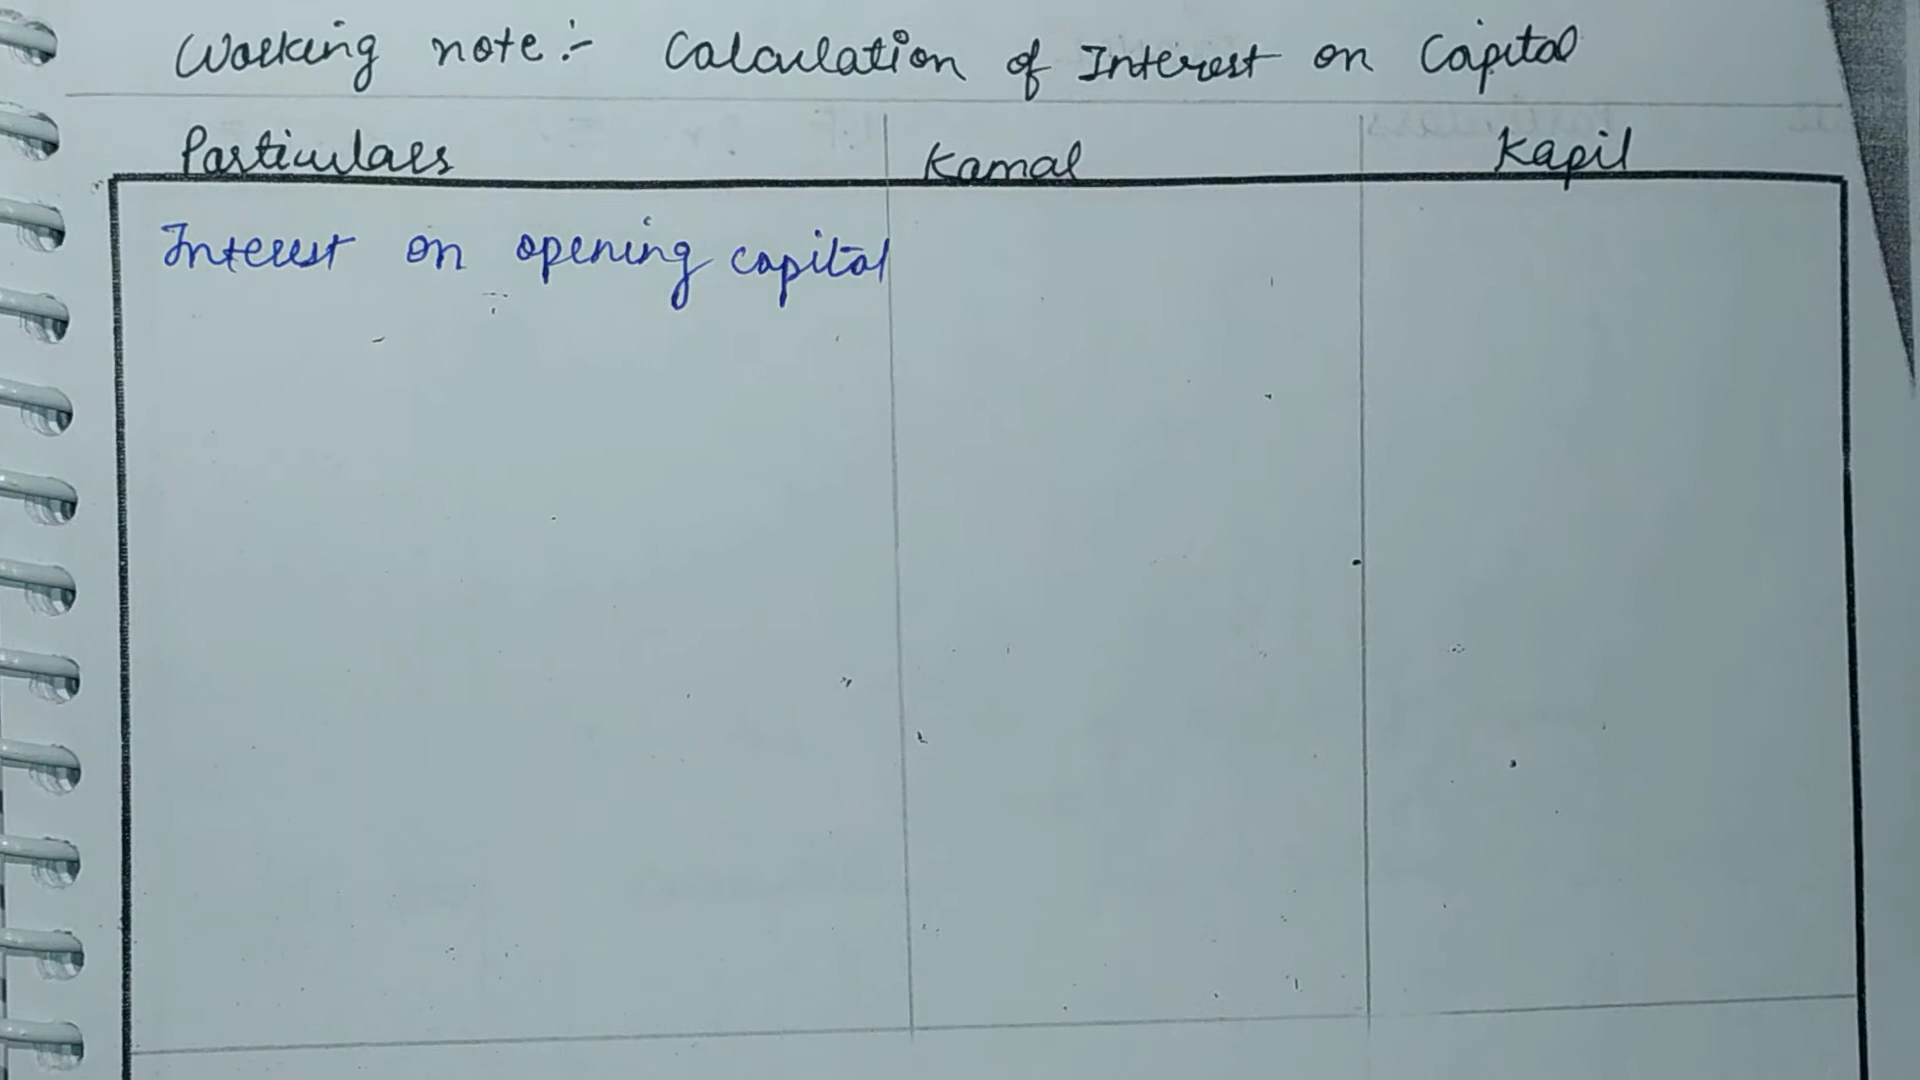 Working note:- Calculation of Interest on Capital
Particulars Kamal Kapil
Interest on opening capital